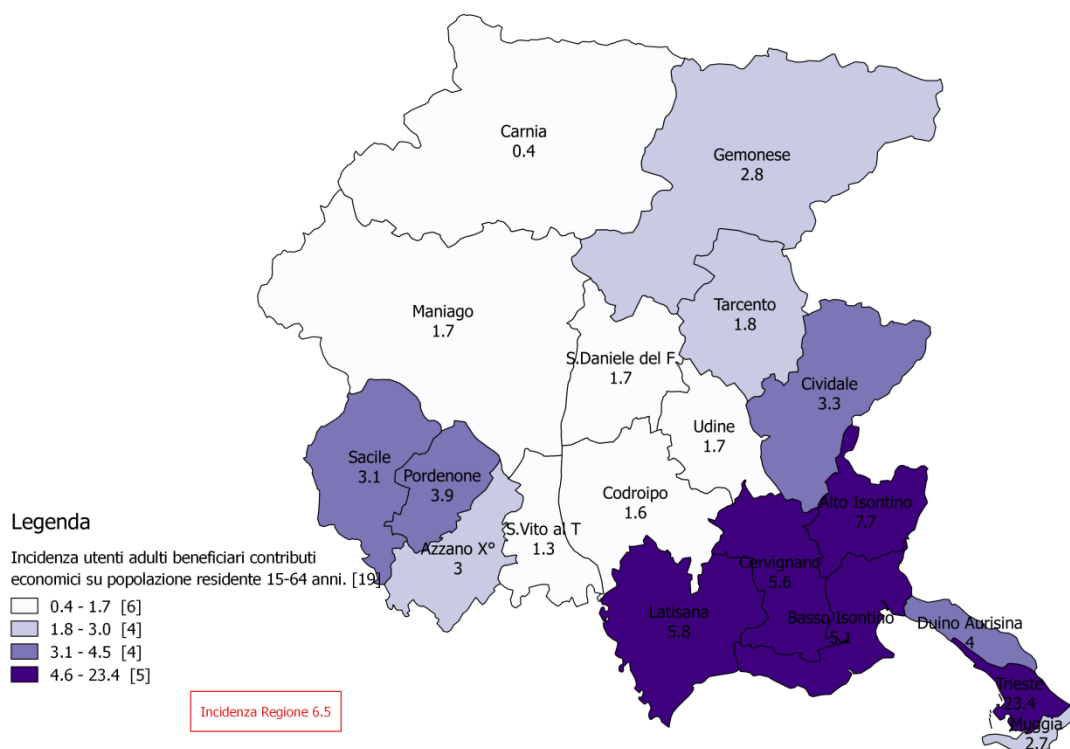 Carnia
0.4
Gemonese
2.8
Maniago
1.7
Tarcento
1.8
S.Daniele del F.
1.7
Cividale
3.3
Udine
1.7
Sacile
3.1
Pordenone
3.9
Codroipo
1.6
Alto Isontino
7.7
S.Vito al T
1.3
Azzano X°
3
Cervignano
5.6
Latisana
5.8
Basso Isontino
5.1
Duino Aurisina
4
Trieste
23.4
Muggia
2.7
Legenda
Incidenza utenti adulti beneficiari contributi
economici su popolazione residente 15-64 anni. [19]
0.4 - 1.7 [6]
1.8 - 3.0 [4]
3.1 - 4.5 [4]
4.6 - 23.4 [5]
Incidenza Regione 6.5